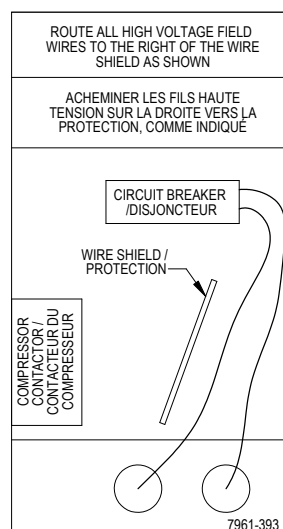 ROUTE ALL HIGH VOLTAGE FIELD
WIRES TO THE RIGHT OF THE WIRE
SHIELD AS SHOWN
ACHEMINER LES FILS HAUTE
TENSION SUR LA DROITE VERS LA
PROTECTION, COMME INDIQUÉ
CIRCUIT BREAKER
/DISJONCTEUR
WIRE SHIELD /
PROTECTION
COMPRESSOR
CONTACTOR /
CONTACTEUR DU
COMPRESSEUR
7961-393